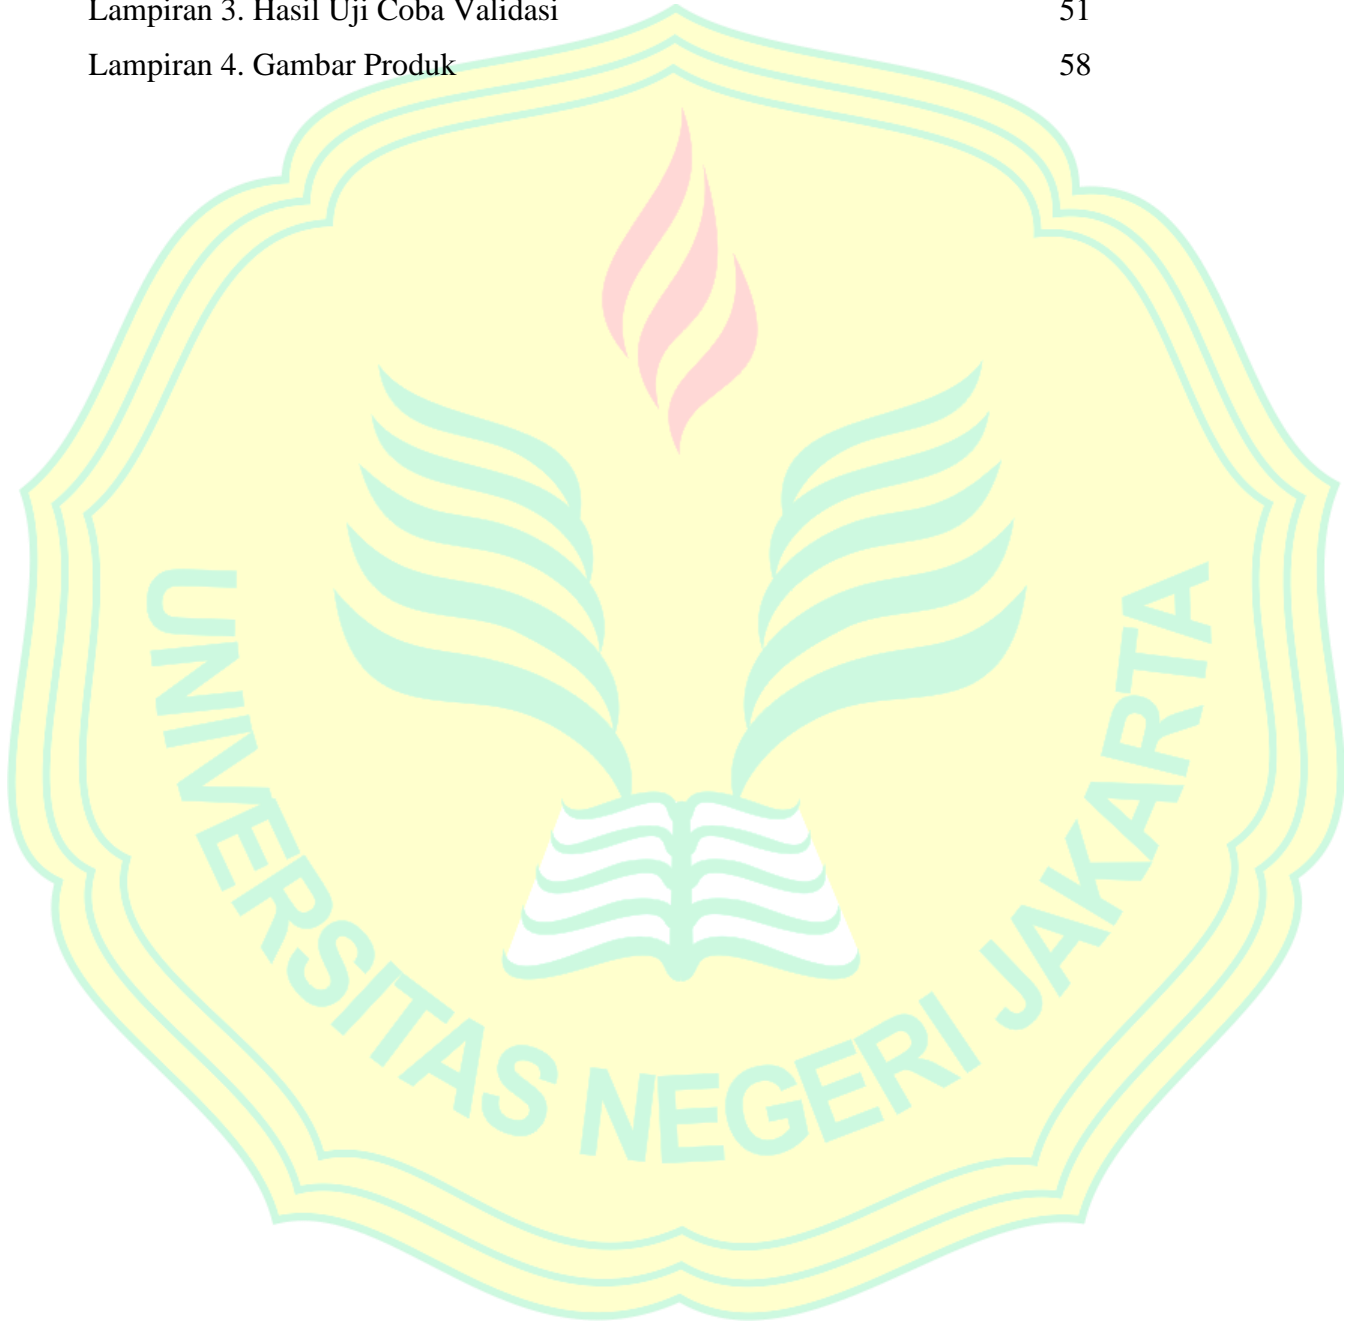 Lampiran 3. Hasil Uji Coba Validasi 51
Lampiran 4. Gambar Produk 58
UNIVERSITAS NEGERI JAKARTA